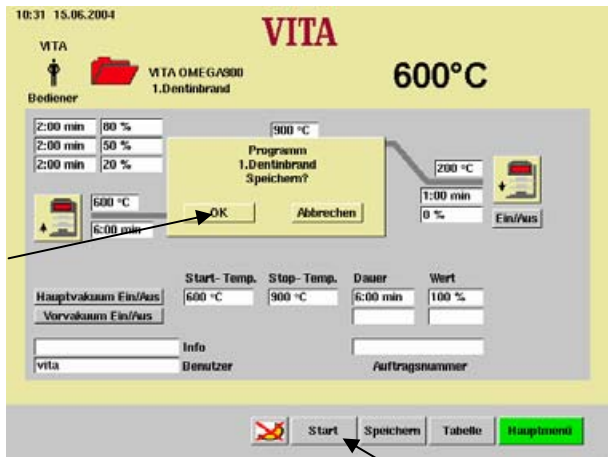 10:31 15.06.2004
VITA
VITA
Bediener
VITA OMEGA900
1.Dentinbrand
600°C
2:00 min 80 %
2:00 min 50 %
2:00 min 20 %
900 °C
Programm
1.Dentinbrand
Speichern?
OK Abbrechen
600 °C
6:00 min
200 °C
1:00 min
0 %
Ein/Aus
Start-Temp. Stop-Temp. Dauer Wert
Hauptvakuum Ein/Aus 600 °C 900 °C 6:00 min 100 %
Vorvakuum Ein/Aus
Info
vita Benutzer Auftragsnummer
Start Speichern Tabelle Hauptmenü